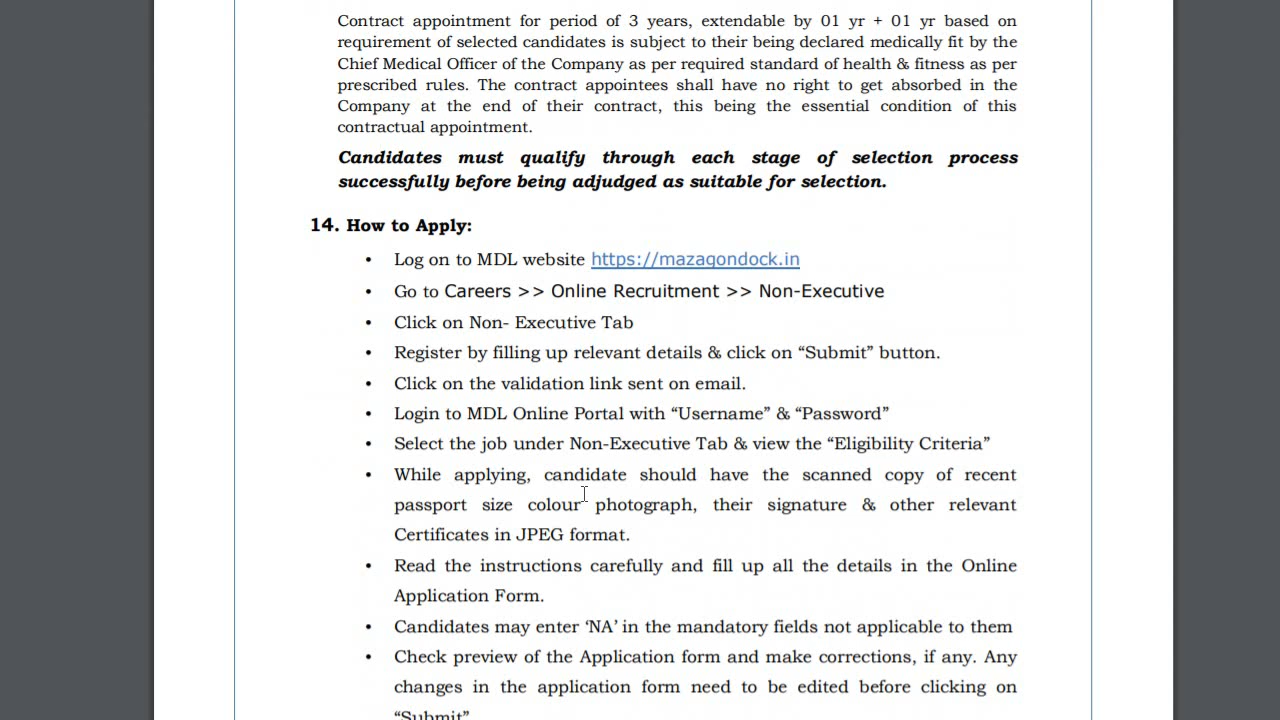 Contract appointment for period of 3 years, extendable by 01 yr + 01 yr based on
requirement of selected candidates is subject to their being declared medically fit by the
Chief Medical Officer of the Company as per required standard of health & fitness as per
prescribed rules. The contract appointees shall have no right to get absorbed in the
Company at the end of their contract, this being the essential condition of this
contractual appointment.
Candidates must qualify through each stage of selection process
successfully before being adjudged as suitable for selection.
14. How to Apply:
• Log on to MDL website https://mazagondock.in
• Go to Careers >> Online Recruitment >> Non-Executive
• Click on Non- Executive Tab
• Register by filling up relevant details & click on “Submit” button.
• Click on the validation link sent on email.
• Login to MDL Online Portal with “Username” & “Password”
• Select the job under Non-Executive Tab & view the “Eligibility Criteria”
• While applying, candidate should have the scanned copy of recent
passport size colour photograph, their signature & other relevant
Certificates in JPEG format.
• Read the instructions carefully and fill up all the details in the Online
Application Form.
• Candidates may enter ‘NA’ in the mandatory fields not applicable to them
• Check preview of the Application form and make corrections, if any. Any
changes in the application form need to be edited before clicking on
“Submit”